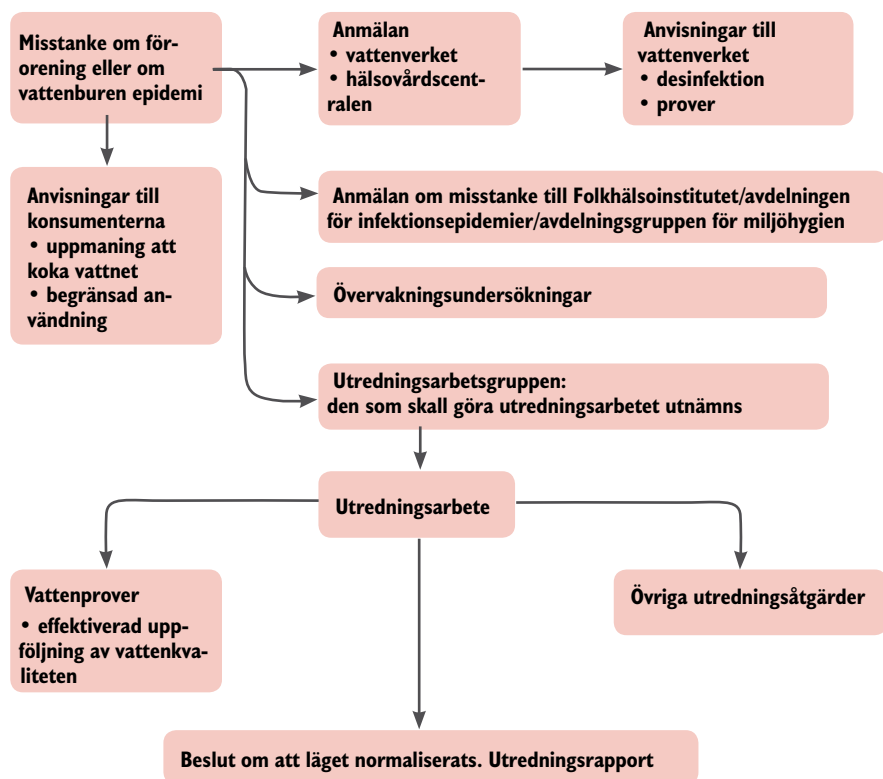 Misstanke om för-
orening eller om
vattenburen epidemi
Anmälan
• vattenverket
• hälsovårdscent-
ralen
Anvisningar till
vattenverket
• desinfektion
• prover
Anvisningar till
konsumenterna
• uppmaning att
koka vattnet
• begränsad an-
vändning
Anmälan om misstanke till Folkhälsoinstitutet/avdelningen
för infektionsepidemier/avdelningsgruppen för miljöhygien
Övervakningsundersökningar
Utredningsarbetsgruppen:
den som skall göra utredningsarbetet utnämns
Utredningsarbete
Vattenprover
• effektiverad upp-
följning av vattenkva-
liteten
Övriga utredningsåtgärder
Beslut om att läget normaliserats. Utredningsrapport